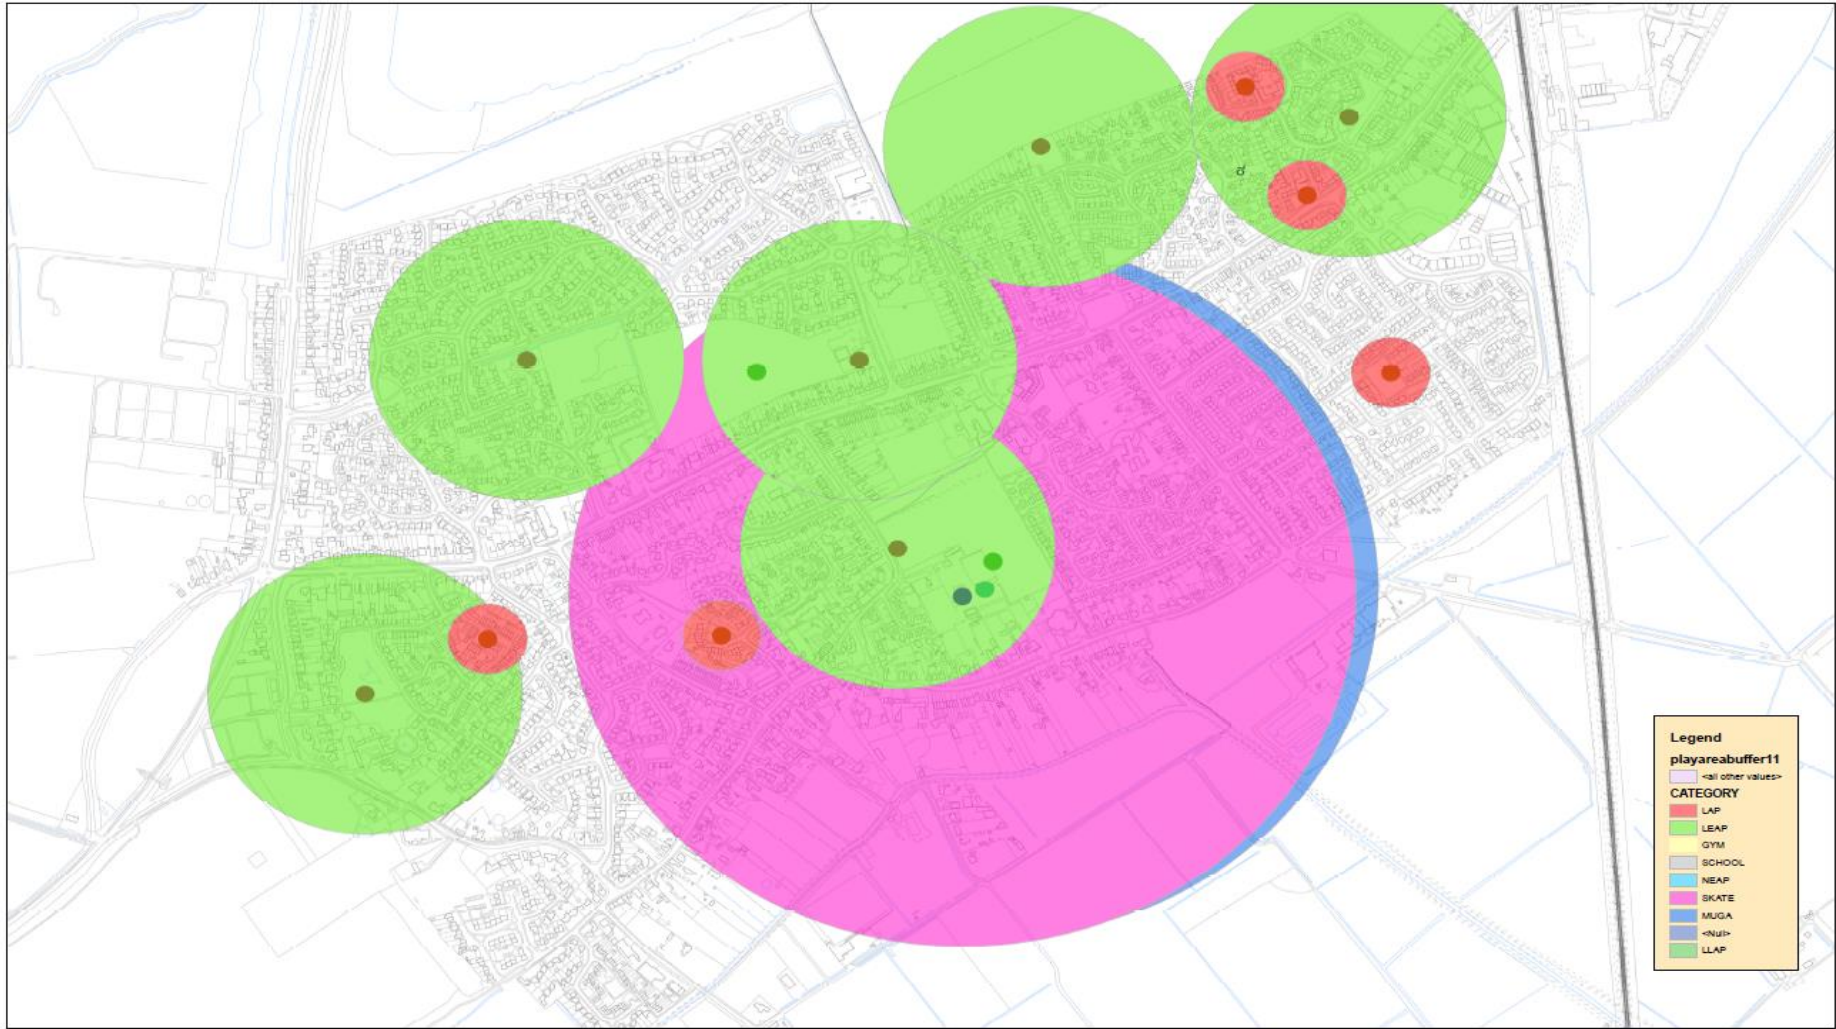 Legend
playareabuffer11
<all other values>
CATEGORY
LAP
LEAP
GYM
SCHOOL
NEAP
SKATE
MUGA
<Null>
LLAP